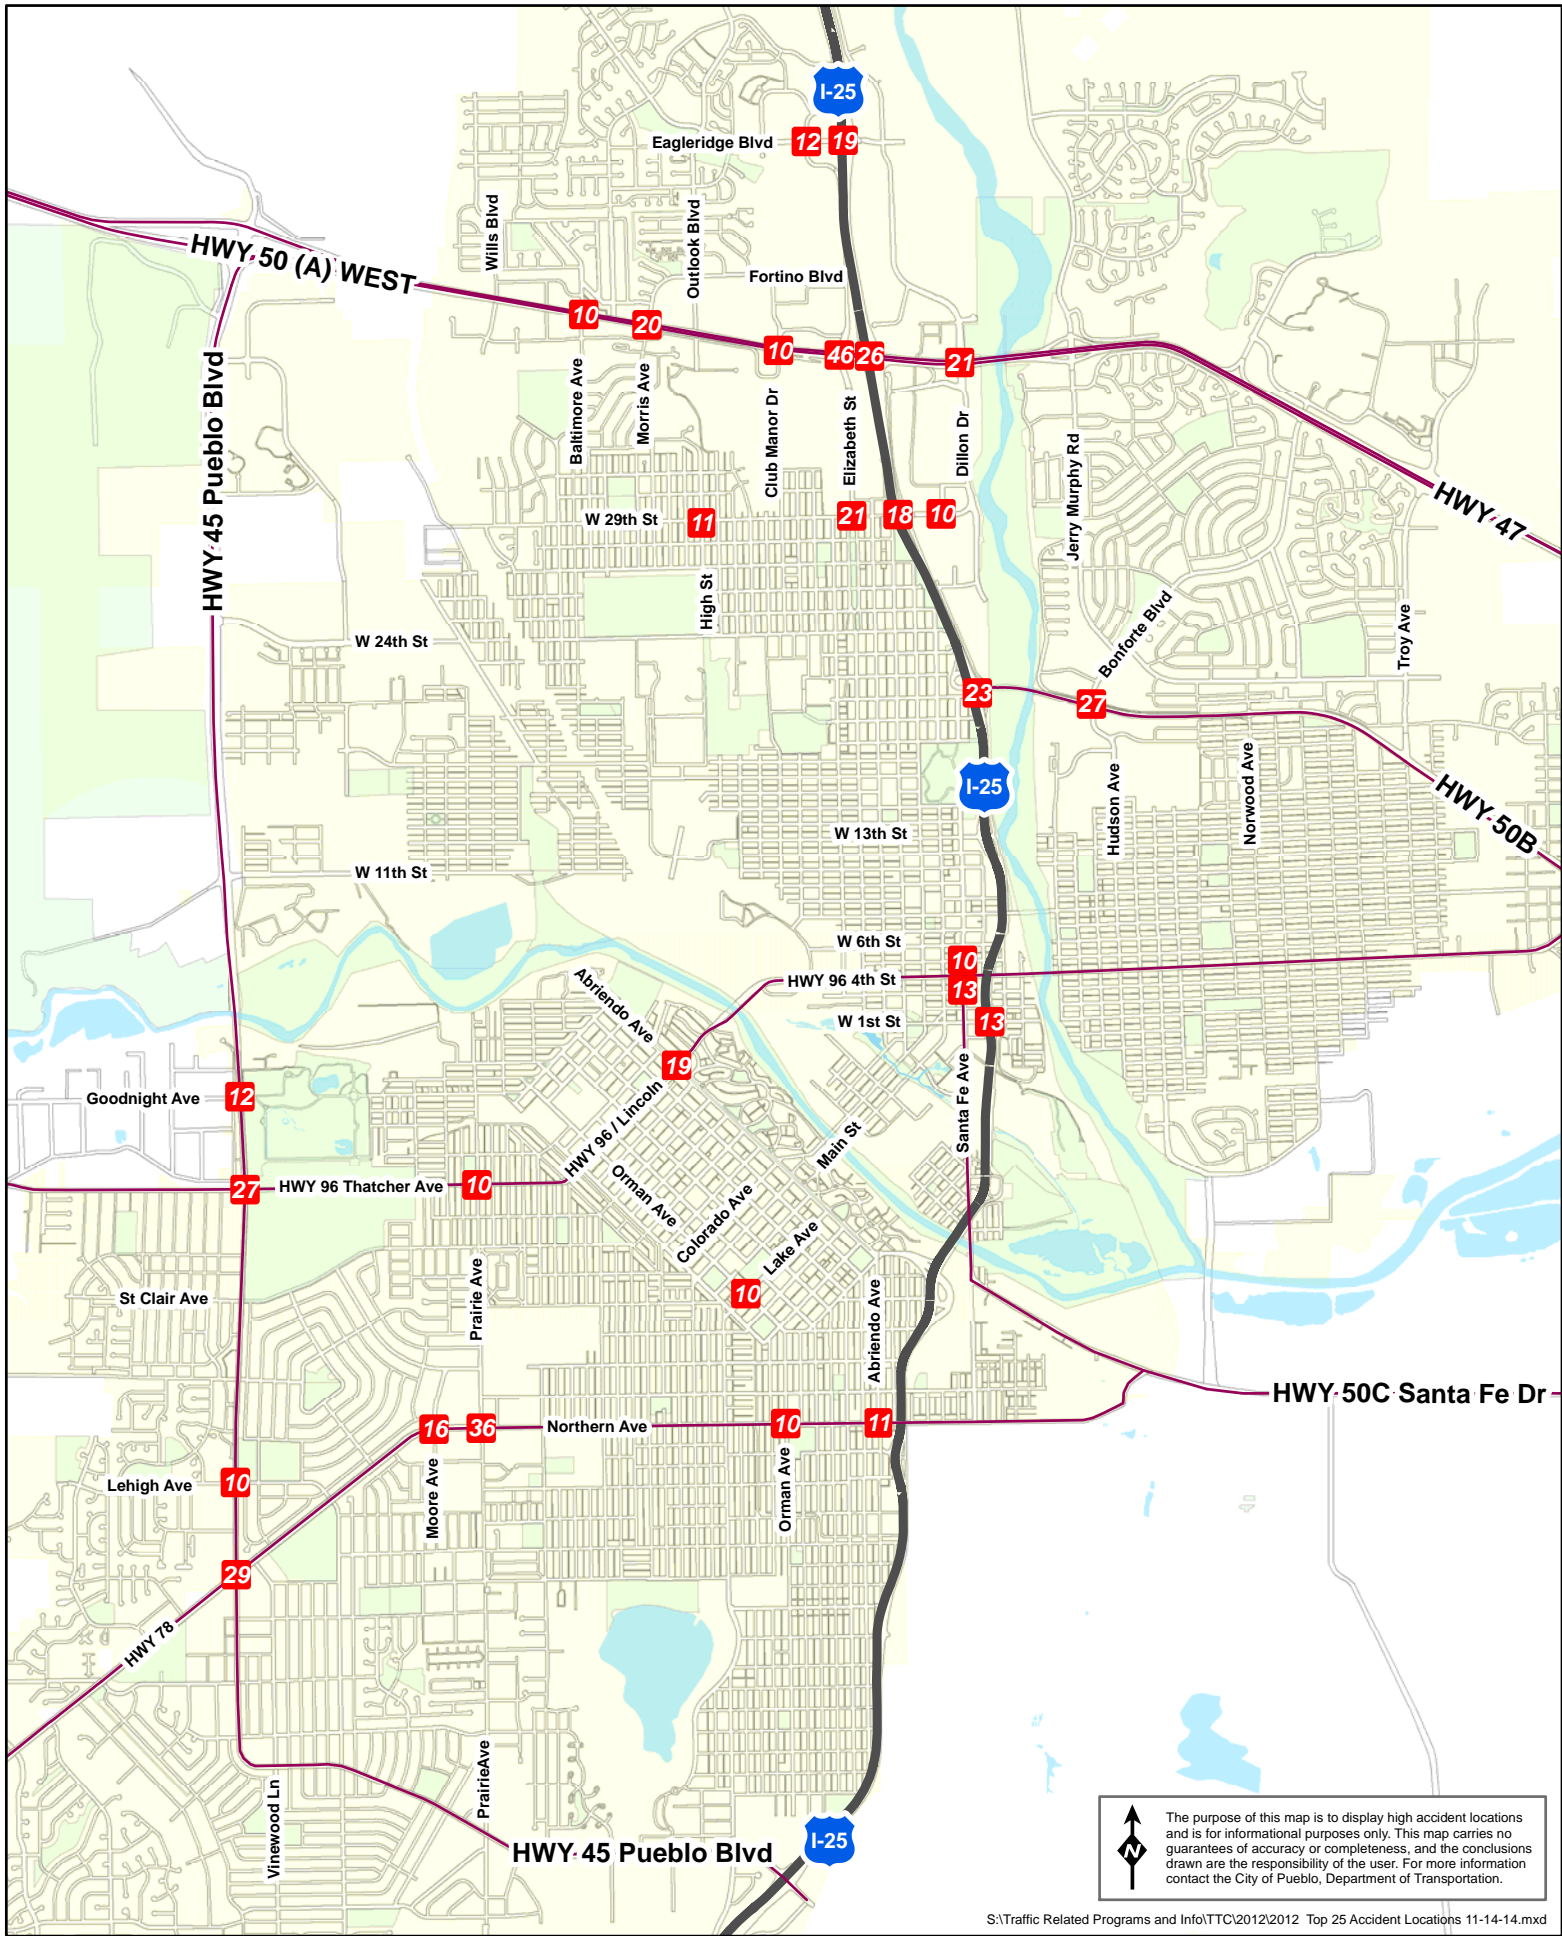 I-25
Eagleridge Blvd
12
19
Wills Blvd
Outlook Blvd
HWY 50 (A) WEST
Fortino Blvd
10
20
10
46
26
21
HWY 45 Pueblo Blvd
Baltimore Ave
Morris Ave
Club Manor Dr
Elizabeth St
Dillon Dr
Jerry Murphy Rd
HWY 47
W 29th St
11
21
18
10
High St
W 24th St
Bonforte Blvd
Troy Ave
23
27
I-25
HWY 50B
Hudson Ave
Norwood Ave
W 13th St
W 11th St
W 6th St
10
HWY 96 4th St
13
W 1st St
13
Abriendo Ave
19
Goodnight Ave
12
HWY 96 / Lincoln
Santa Fe Ave
Main St
27
HWY 96 Thatcher Ave
10
Orman Ave
Colorado Ave
Lake Ave
10
St Clair Ave
Prairie Ave
Abriendo Ave
HWY 50C Santa Fe Dr
16
36
Northern Ave
10
11
Lehigh Ave
10
Moore Ave
Orman Ave
29
HWY 78
Vinewood Ln
PrairieAve
HWY 45 Pueblo Blvd
I-25
N
The purpose of this map is to display high accident locations
and is for informational purposes only. This map carries no
guarantees of accuracy or completeness, and the conclusions
drawn are the responsibility of the user. For more information
contact the City of Pueblo, Department of Transportation.
S:\Traffic Related Programs and Info\TTC\2012\2012 Top 25 Accident Locations 11-14-14.mxd